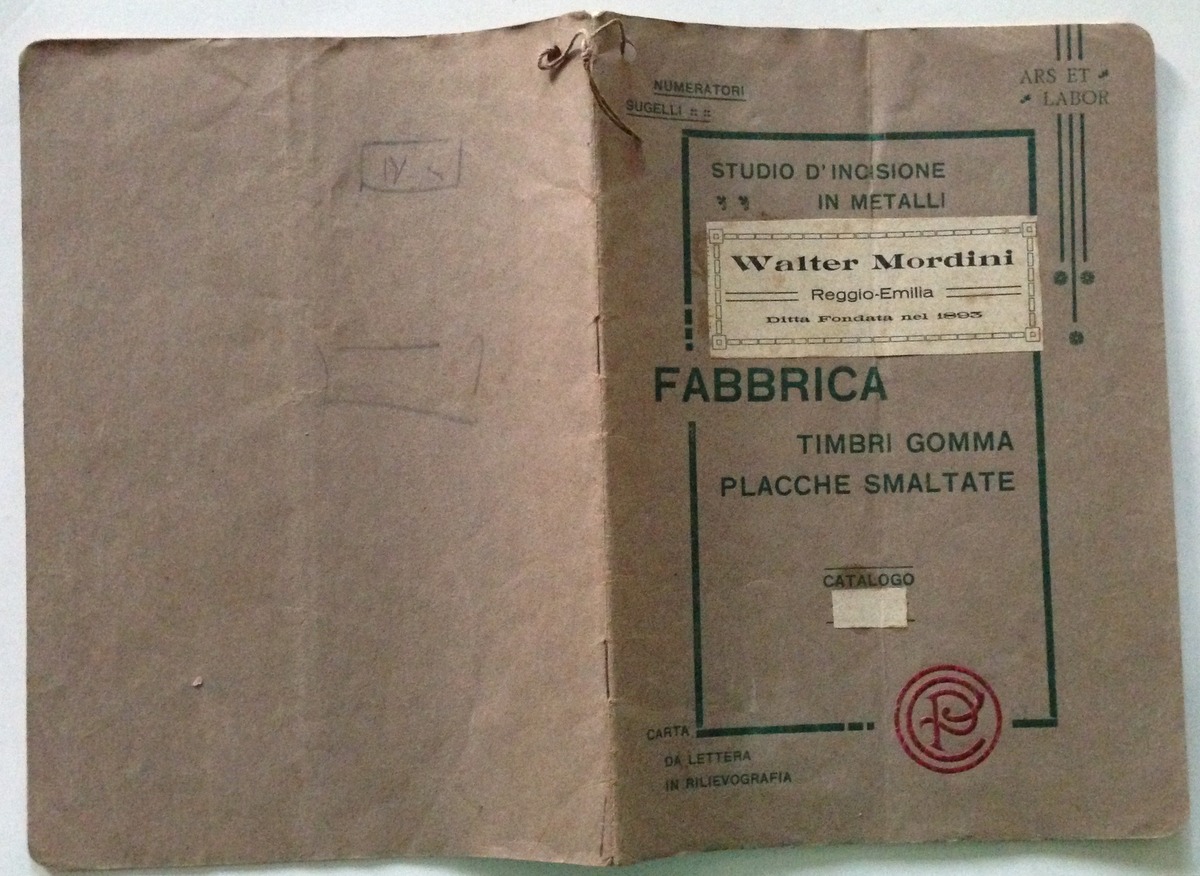 NUMERATORI
SUGELLI
ARS ET
LABOR
STUDIO D'INCISIONE
IN METALLI
Walter Mordini
Reggio-Emilia
Ditta Fondata nel 1893
FABBRICA
TIMBRI GOMMA
PLACCHE SMALTATE
CATALOGO
CARTA
DA LETTERA
IN RILIEVOGRAFIA